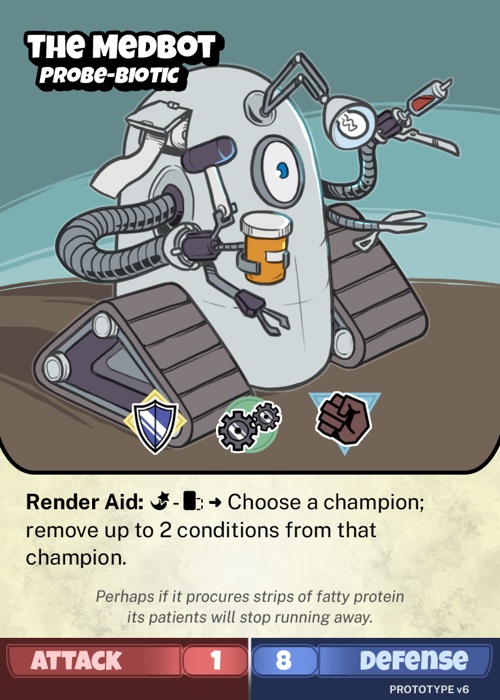 THE MEDBOT
PROBE-BIOTIC
Render Aid: - ➜ Choose a champion;
remove up to 2 conditions from that
champion.
Perhaps if it procures strips of fatty protein
its patients will stop running away.
ATTACK 1 8 DEFENSE
PROTOTYPE v6